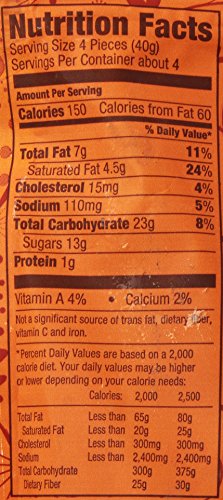 Nutrition Facts
Serving Size 4 Pieces (40g)
Servings Per Container about 4
Amount Per Serving
Calories 150 Calories from Fat 60
% Daily Value*
Total Fat 7g 11%
Saturated Fat 4.5g 24%
Cholesterol 15mg 4%
Sodium 110mg 5%
Total Carbohydrate 23g 8%
Sugars 13g
Protein 1g
Vitamin A 4% • Calcium 2%
Not a significant source of trans fat, dietary fiber,
vitamin C and iron.
*Percent Daily Values are based on a 2,000
calorie diet. Your daily values may be higher
or lower depending on your calorie needs:
Calories: 2,000 2,500
Total Fat Less than 65g 80g
Saturated Fat Less than 20g 25g
Cholesterol Less than 300mg 300mg
Sodium Less than 2,400mg 2,400mg
Total Carbohydrate 300g 375g
Dietary Fiber 25g 30g